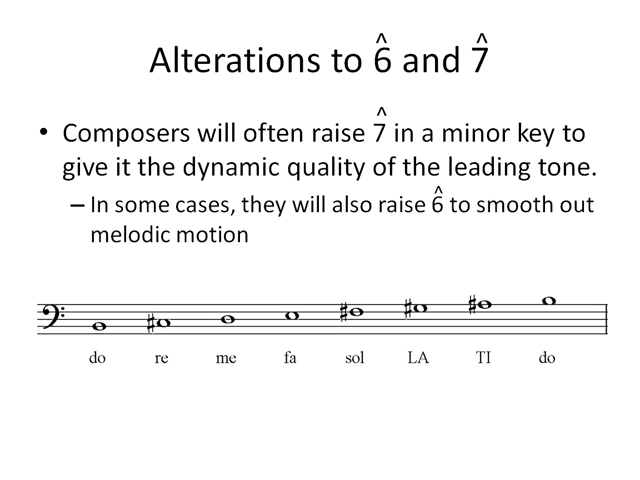 Alterations to 6̂ and 7̂
• Composers will often raise 7̂ in a minor key to
give it the dynamic quality of the leading tone.
– In some cases, they will also raise 6̂ to smooth out
melodic motion
do re me fa sol LA TI do